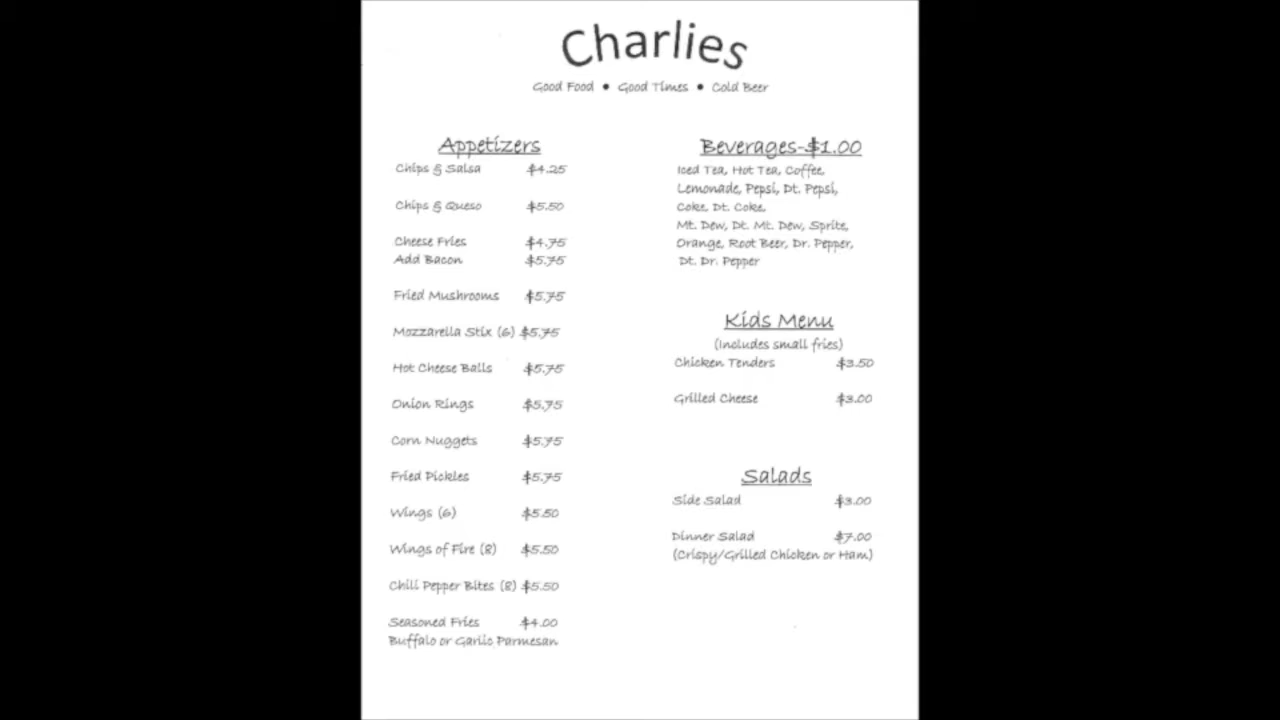 Charlies
Good Food • Good Times • Cold Beer
Appetizers
Chips & Salsa $4.25
Chips & Queso $5.50
Cheese Fries $4.75
Add Bacon $5.75
Fried Mushrooms $5.75
Mozzarella Stix (6) $5.75
Hot Cheese Balls $5.75
Onion Rings $5.75
Corn Nuggets $5.75
Fried Pickles $5.75
Wings (6) $5.50
Wings of Fire (8) $5.50
Chili Pepper Bites (8) $5.50
Seasoned Fries $4.00
Buffalo or Garlic Parmesan
Beverages-$1.00
Iced Tea, Hot Tea, Coffee,
Lemonade, Pepsi, Dt. Pepsi,
Coke, Dt. Coke,
Mt. Dew, Dt. Mt. Dew, Sprite,
Orange, Root Beer, Dr. Pepper,
Dt. Dr. Pepper
Kids Menu
(Includes small fries)
Chicken Tenders $3.50
Grilled Cheese $3.00
Salads
Side Salad $3.00
Dinner Salad $7.00
(Crispy/Grilled Chicken or Ham)